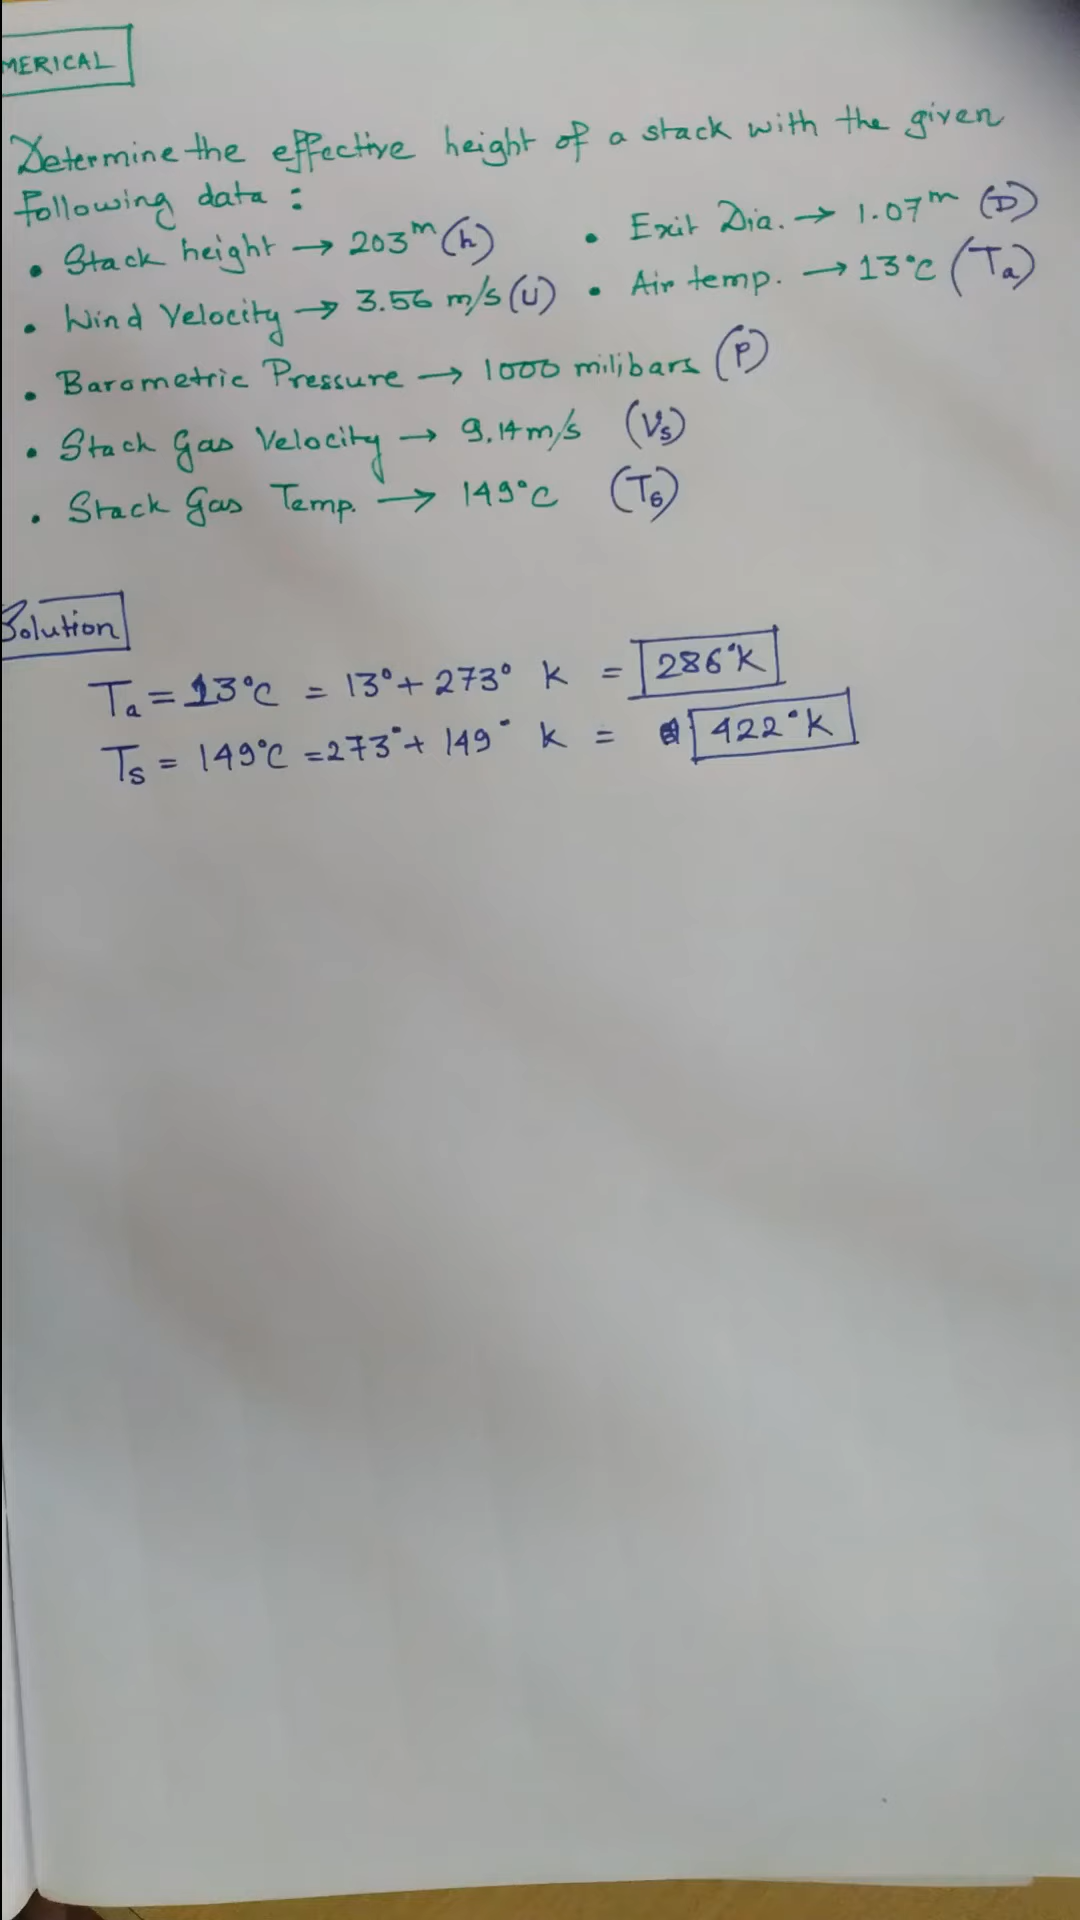 MERICAL
Determine the effective height of a stack with the given
following data :
• Stack height → 203m (h)
• Exit Dia. → 1.07m (D)
• Wind Velocity → 3.56 m/s (U)
• Air temp. → 13°C (Ta)
• Barometric Pressure → 1000 milibars (P)
• Stack Gas Velocity → 9.14 m/s (Vs)
• Stack Gas Temp. → 149°C (Ts)
Solution
Ta = 13°C = 13° + 273° K = 286°K
Ts = 149°C = 273° + 149° K = 422°K